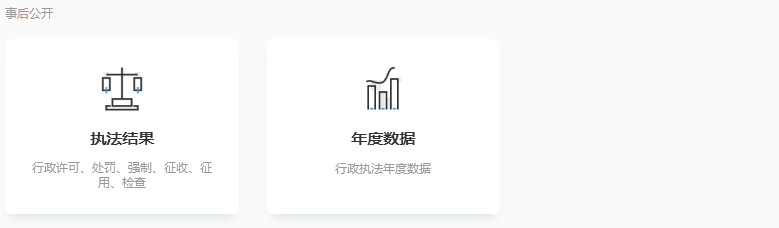 事后公开
执法结果
行政许可、处罚、强制、征收、征
用、检查
年度数据
行政执法年度数据